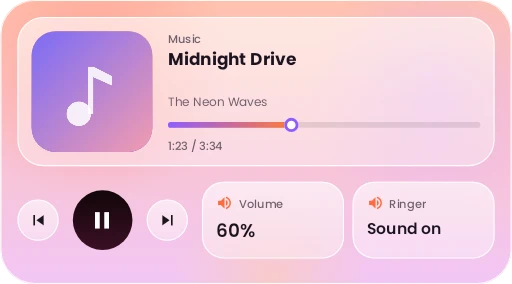 Music
Midnight Drive
The Neon Waves
1:23 / 3:34
Volume
60%
Ringer
Sound on